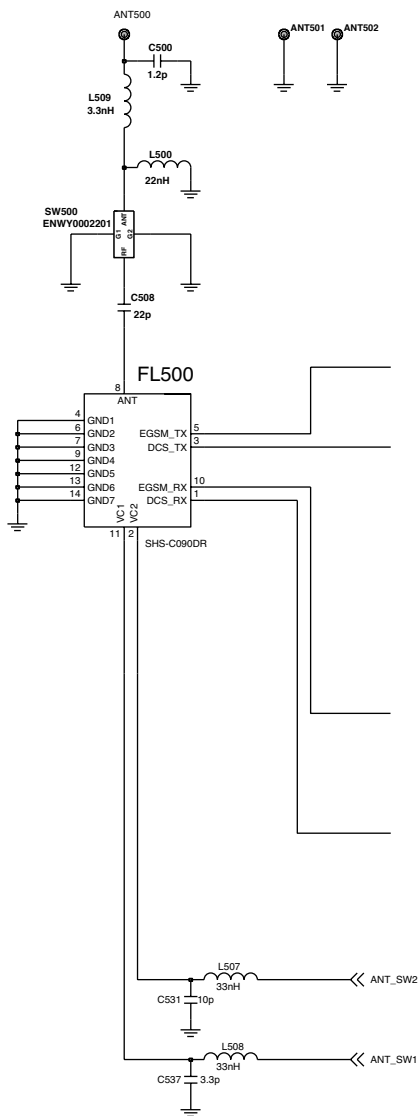 ANT500
ANT501
ANT502
C500
1.2p
L509
3.3nH
L500
22nH
SW500
ENWY0002201
ANT
G1
G2
RF
C508
22p
FL500
8
ANT
4 GND1
6 GND2
7 GND3
9 GND4
12 GND5
13 GND6
14 GND7
EGSM_TX 5
DCS_TX 3
EGSM_RX 10
DCS_RX 1
VC1
VC2
11 2
SHS-C090DR
L507
33nH
ANT_SW2
C531 10p
L508
33nH
ANT_SW1
C537 3.3p